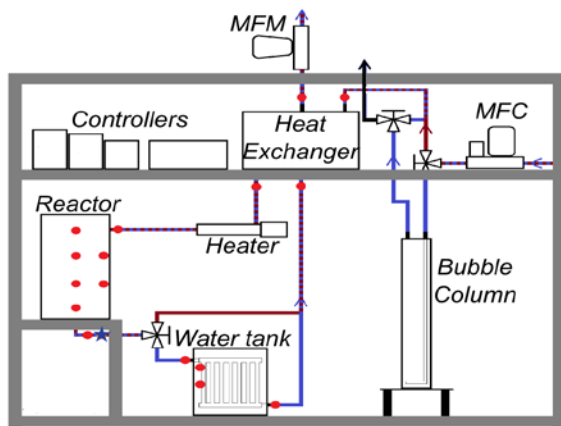 MFM
Controllers
Heat
Exchanger
MFC
Reactor
Heater
Bubble
Column
Water tank